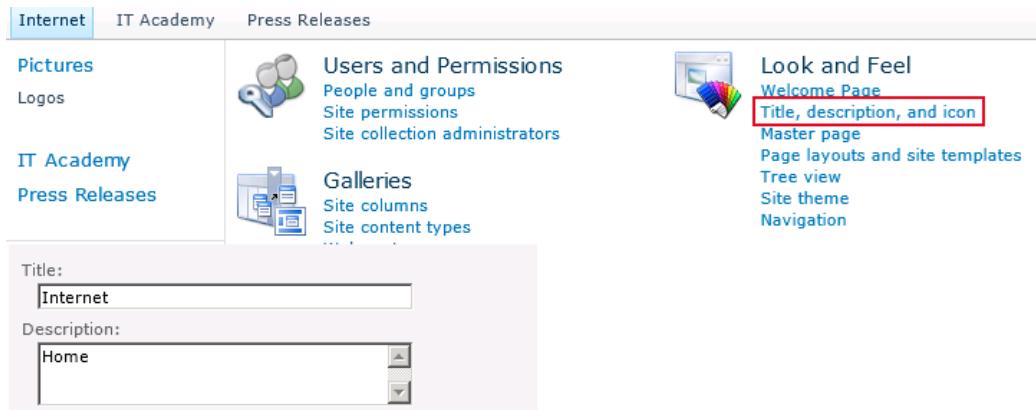 Internet IT Academy Press Releases
Pictures
Logos
IT Academy
Press Releases
Users and Permissions
People and groups
Site permissions
Site collection administrators
Galleries
Site columns
Site content types
Look and Feel
Welcome Page
Title, description, and icon
Master page
Page layouts and site templates
Tree view
Site theme
Navigation
Title:
Internet
Description:
Home